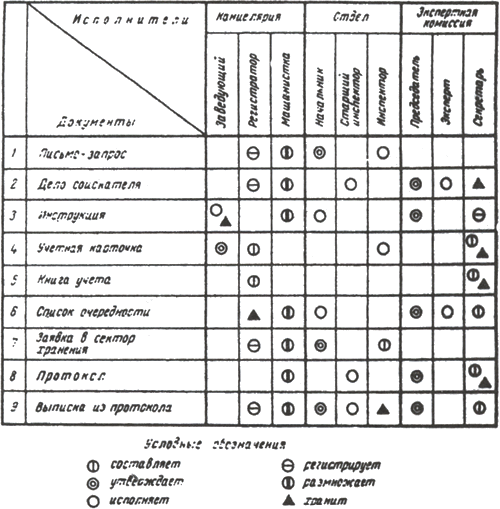 Исполнители
Канцелярия
Отдел
Экспертная
комиссия
Документы
Заведующий
Регистратор
Машинистка
Начальник
Старший
инспектор
Инспектор
Председатель
Эксперт
Секретарь
1 Письмо-запрос
2 Дело соискателя
3 Инструкция
4 Учетная карточка
5 Книга учета
6 Список очередности
7 Заявка в сектор
хранения
8 Протокол
9 Выписка из протокола
Условные обозначения
составляет
регистрирует
утверждает
размножает
исполняет
хранит